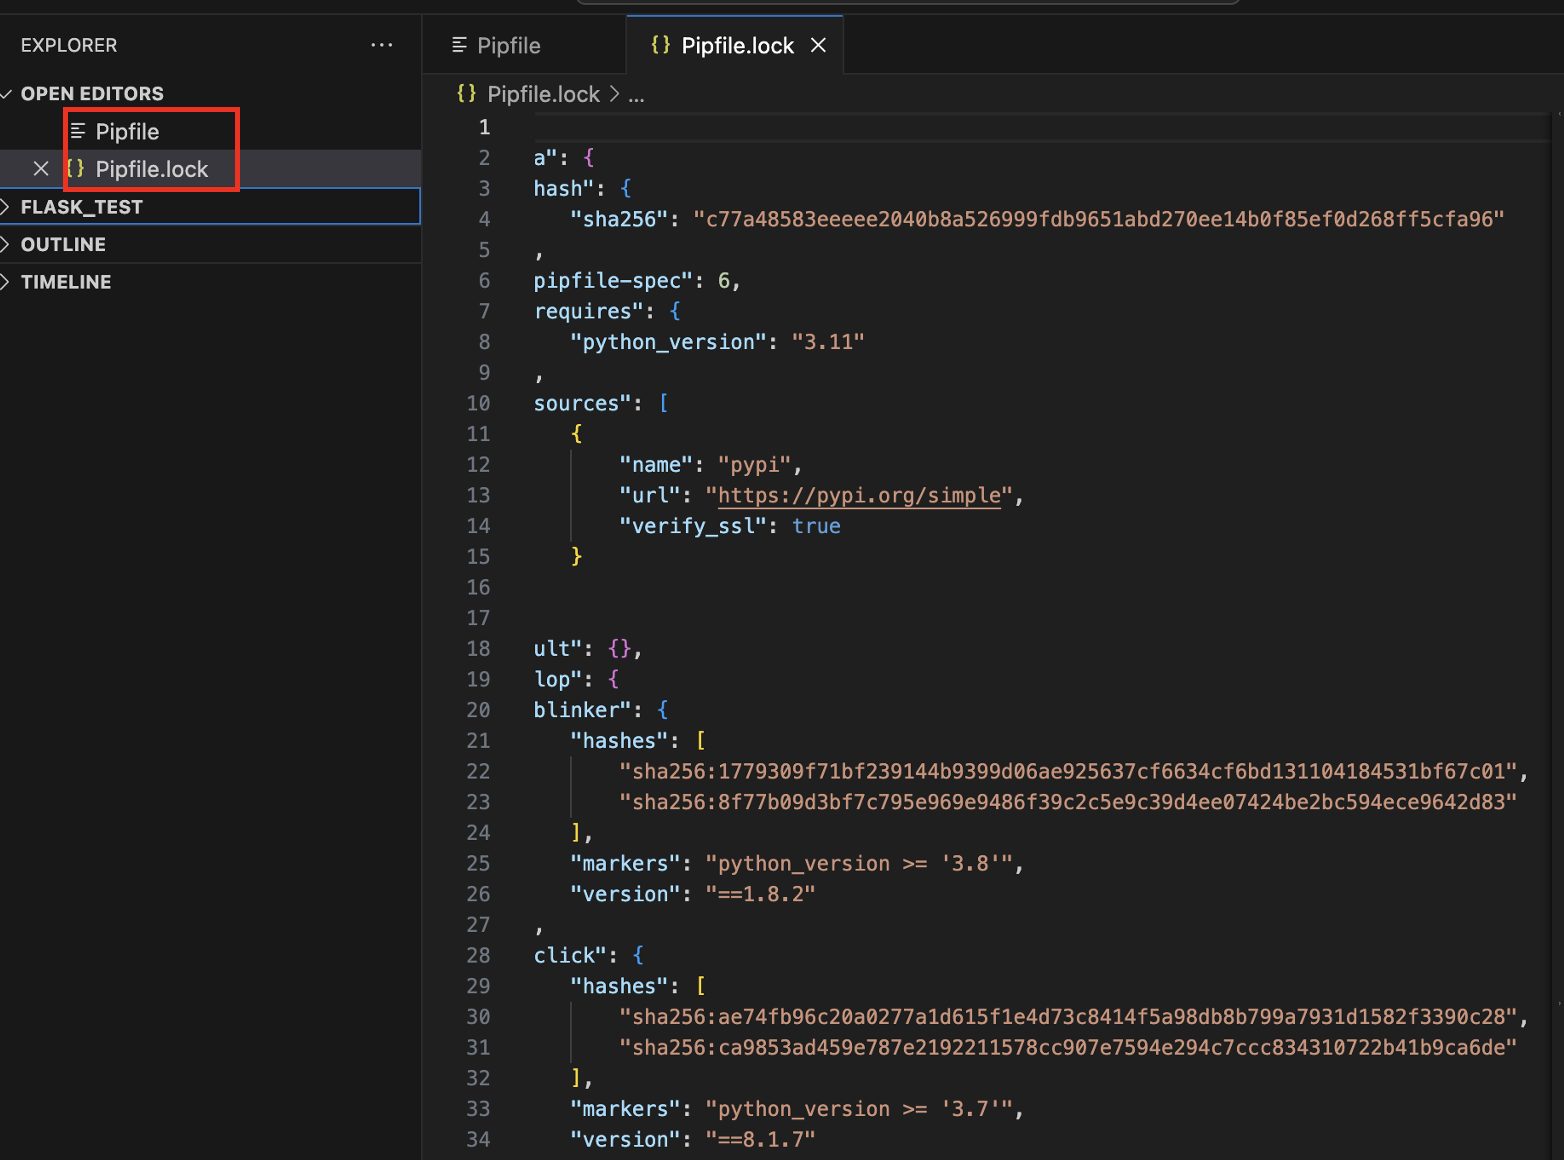 EXPLORER
...
OPEN EDITORS
Pipfile
{} Pipfile.lock
FLASK_TEST
OUTLINE
TIMELINE
Pipfile
{} Pipfile.lock
{} Pipfile.lock > ...
1
2 a": {
3 hash": {
4 "sha256": "c77a48583eeeee2040b8a526999fdb9651abd270ee14b0f85ef0d268ff5cfa96"
5 ,
6 pipfile-spec": 6,
7 requires": {
8 "python_version": "3.11"
9 ,
10 sources": [
11 {
12 "name": "pypi",
13 "url": "https://pypi.org/simple",
14 "verify_ssl": true
15 }
16
17
18 ult": {},
19 lop": {
20 blinker": {
21 "hashes": [
22 "sha256:1779309f71bf239144b9399d06ae925637cf6634cf6bd131104184531bf67c01",
23 "sha256:8f77b09d3bf7c795e969e9486f39c2c5e9c39d4ee07424be2bc594ece9642d83"
24 ],
25 "markers": "python_version >= '3.8'",
26 "version": "==1.8.2"
27 ,
28 click": {
29 "hashes": [
30 "sha256:ae74fb96c20a0277a1d615f1e4d73c8414f5a98db8b799a7931d1582f3390c28",
31 "sha256:ca9853ad459e787e2192211578cc907e7594e294c7ccc834310722b41b9ca6de"
32 ],
33 "markers": "python_version >= '3.7'",
34 "version": "==8.1.7"